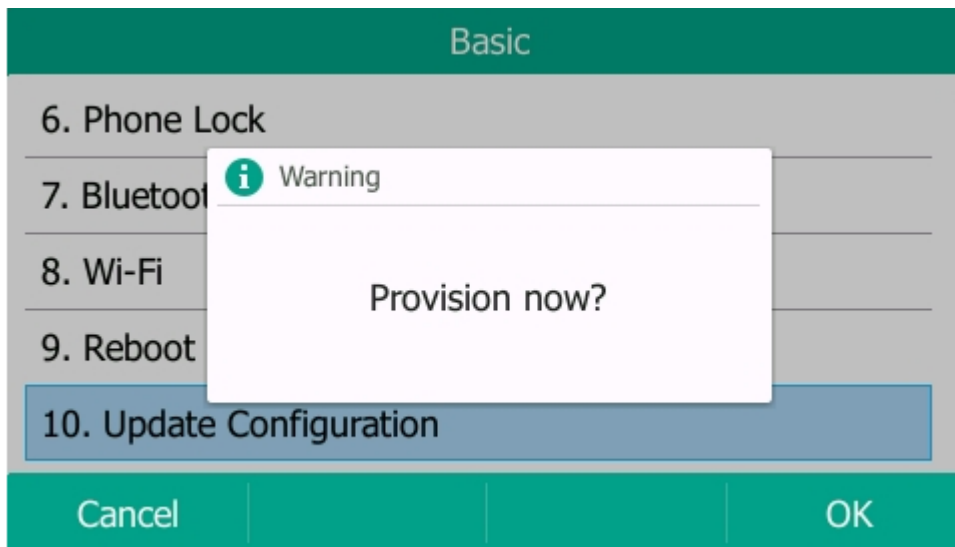 Basic
6. Phone Lock
Warning
7. Bluetoot
8. Wi-Fi
Provision now?
9. Reboot
10. Update Configuration
Cancel
OK